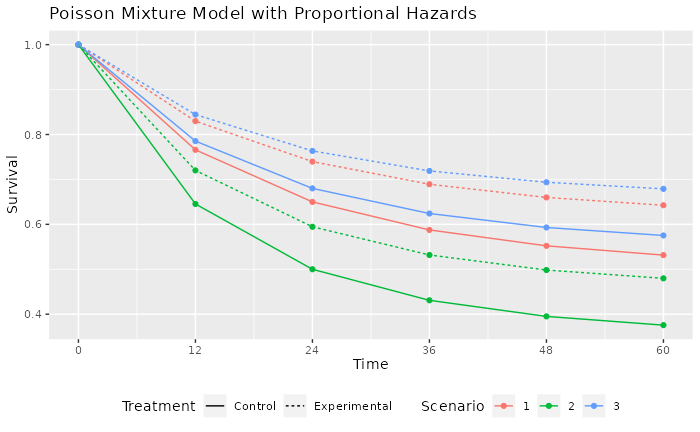 Poisson Mixture Model with Proportional Hazards
Survival
1.0
0.8
0.6
0.4
0 12 24 36 48 60
Time
Treatment Control Experimental Scenario 1 2 3